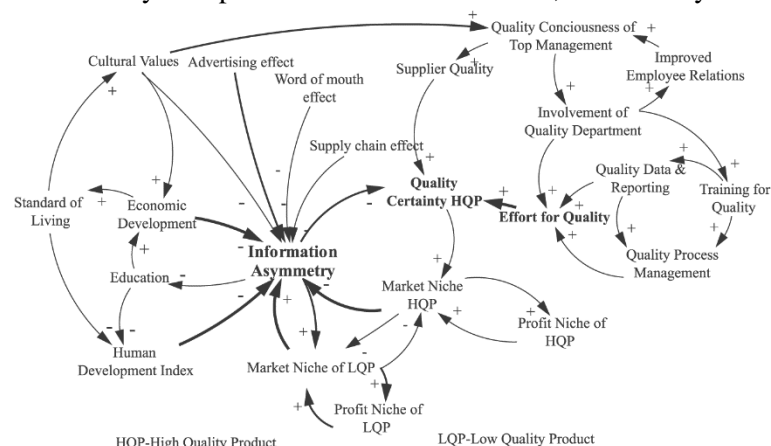 Quality Conciousness of
Top Management
Cultural Values
Advertising effect
Supplier Quality
Improved
Employee Relations
Word of mouth
effect
Involvement of
Quality Department
Supply chain effect
Quality
Certainty HQP
Quality Data &
Reporting
Training for
Quality
Standard of
Living
Economic
Development
Effort for Quality
Information
Asymmetry
Quality Process
Management
Education
Market Niche
HQP
Profit Niche of
HQP
Human
Development Index
Market Niche of LQP
Profit Niche of
LQP
HQP-High Quality Product
LQP-Low Quality Product